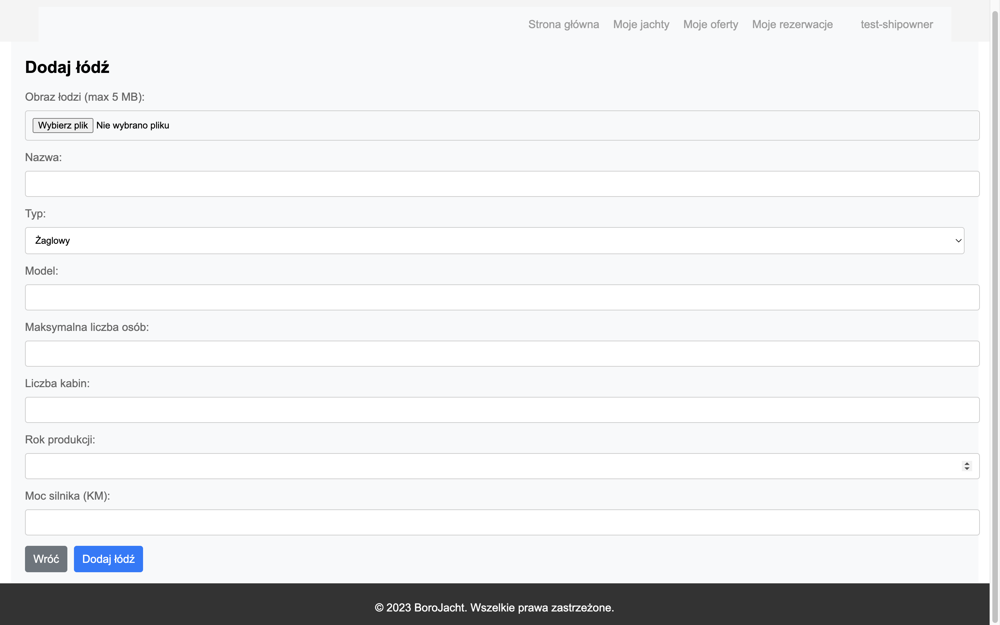 Strona główna Moje jachty Moje oferty Moje rezerwacje test-shipowner
Dodaj łódź
Obraz łodzi (max 5 MB):
Wybierz plik Nie wybrano pliku
Nazwa:
Typ:
Żaglowy
Model:
Maksymalna liczba osób:
Liczba kabin:
Rok produkcji:
Moc silnika (KM):
Wróć Dodaj łódź
© 2023 BoroJacht. Wszelkie prawa zastrzeżone.